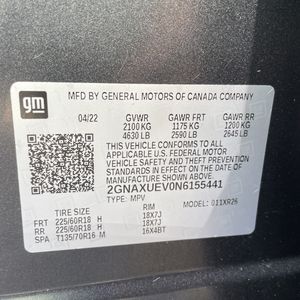 gm
MFD BY GENERAL MOTORS OF CANADA COMPANY
04/22 GVWR GAWR FRT GAWR RR
2100 KG 1175 KG 1200 KG
4630 LB 2590 LB 2645 LB
THIS VEHICLE CONFORMS TO ALL APPLICABLE
U.S. FEDERAL MOTOR VEHICLE SAFETY AND THEFT PREVENTION
STANDARDS IN EFFECT ON THE DATE OF
MANUFACTURE SHOWN ABOVE.
2GNAXUEV0N6155441
TYPE: MPV 011XR26
TIRE SIZE RIM
FRT 225/60R18 H 18X7J
RR 225/60R18 H 18X7J
SPA T135/70R16 M 16X4BT